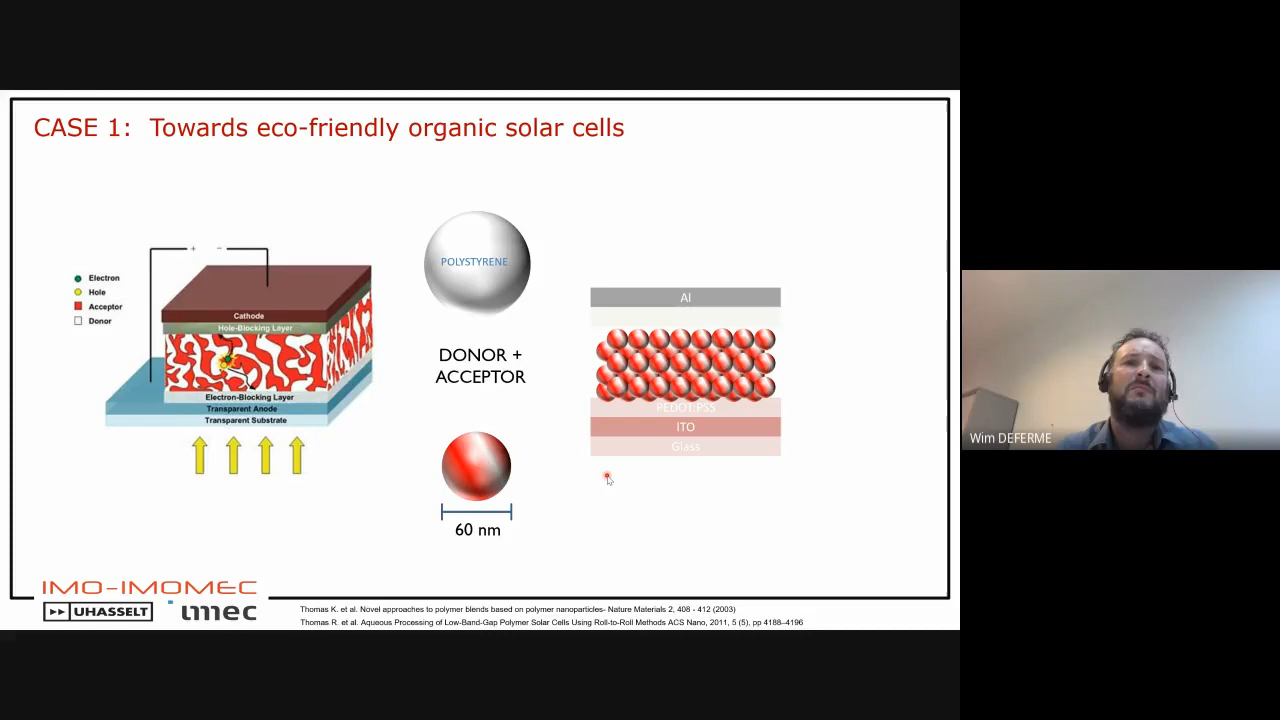 CASE 1: Towards eco-friendly organic solar cells
+ −
Electron
Hole
Acceptor
Donor
Cathode
Hole-Blocking Layer
Electron-Blocking Layer
Transparent Anode
Transparent Substrate
POLYSTYRENE
DONOR +
ACCEPTOR
60 nm
Al
PEDOT:PSS
ITO
Glass
Wim DEFERME
IMO-IMOMEC
UHASSELT
imec
Thomas K. et al. Novel approaches to polymer blends based on polymer nanoparticles- Nature Materials 2, 408 - 412 (2003)
Thomas R. et al. Aqueous Processing of Low-Band-Gap Polymer Solar Cells Using Roll-to-Roll Methods ACS Nano, 2011, 5 (5), pp 4188–4196